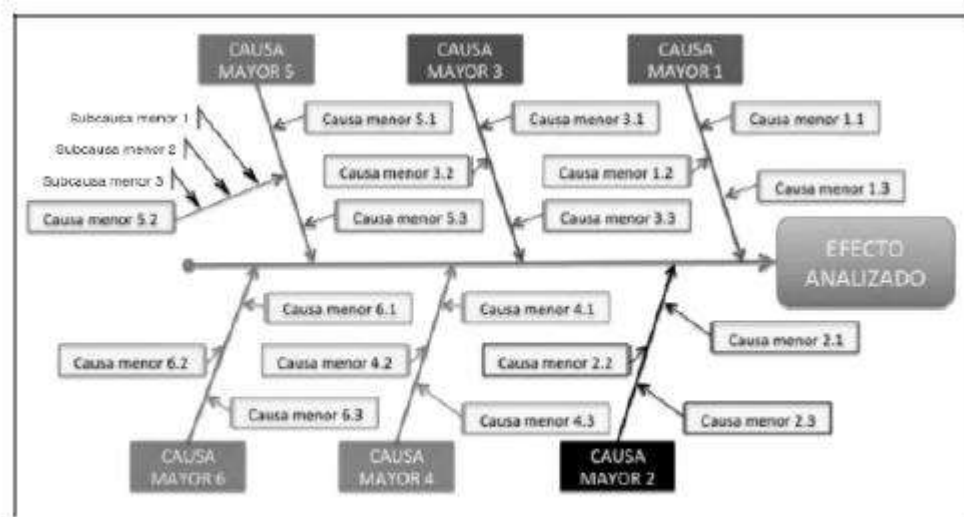 CAUSA
MAYOR 5
CAUSA
MAYOR 3
CAUSA
MAYOR 1
Causa menor 5.1
Causa menor 3.1
Causa menor 1.1
Subcausa menor 1
Subcausa menor 2
Causa menor 3.2
Causa menor 1.2
Subcausa menor 3
Causa menor 1.3
Causa menor 5.2
Causa menor 5.3
Causa menor 3.3
EFECTO
ANALIZADO
Causa menor 6.1
Causa menor 4.1
Causa menor 2.1
Causa menor 6.2
Causa menor 4.2
Causa menor 2.2
Causa menor 6.3
Causa menor 4.3
Causa menor 2.3
CAUSA
MAYOR 6
CAUSA
MAYOR 4
CAUSA
MAYOR 2